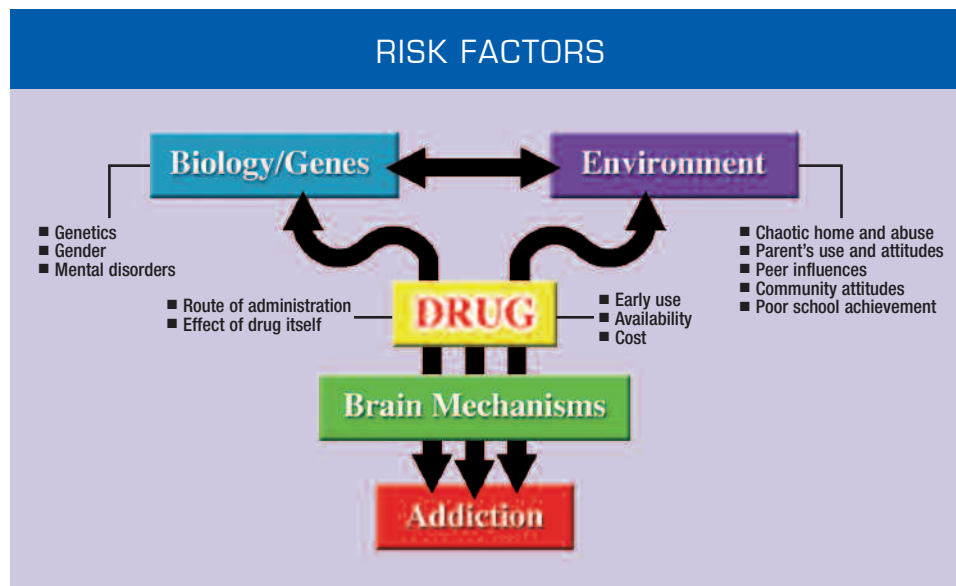 RISK FACTORS
Biology/Genes
Environment
■ Genetics
■ Gender
■ Mental disorders
■ Chaotic home and abuse
■ Parent's use and attitudes
■ Peer influences
■ Community attitudes
■ Poor school achievement
■ Route of administration
■ Effect of drug itself
DRUG
■ Early use
■ Availability
■ Cost
Brain Mechanisms
Addiction